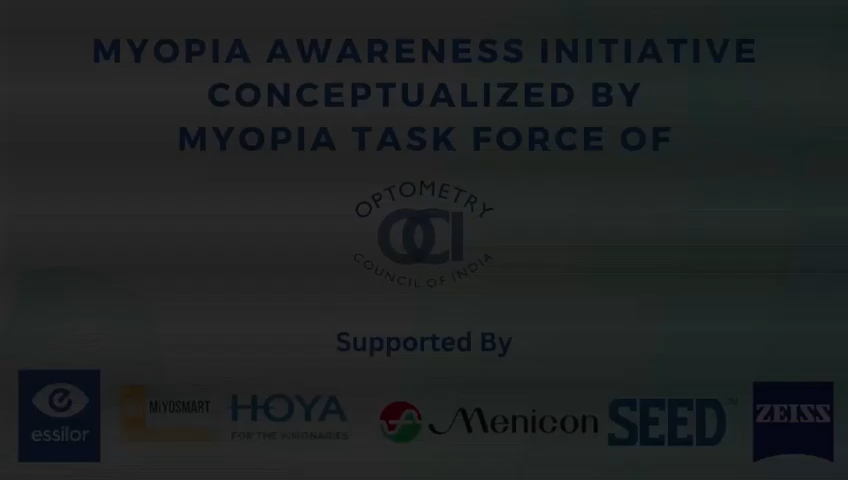 MYOPIA AWARENESS INITIATIVE
CONCEPTUALIZED BY
MYOPIA TASK FORCE OF
OPTOMETRY
OCI
COUNCIL OF INDIA
Supported By
essilor
MiYOSMART
HOYA
FOR THE VISIONARIES
Menicon
SEED™
ZEISS